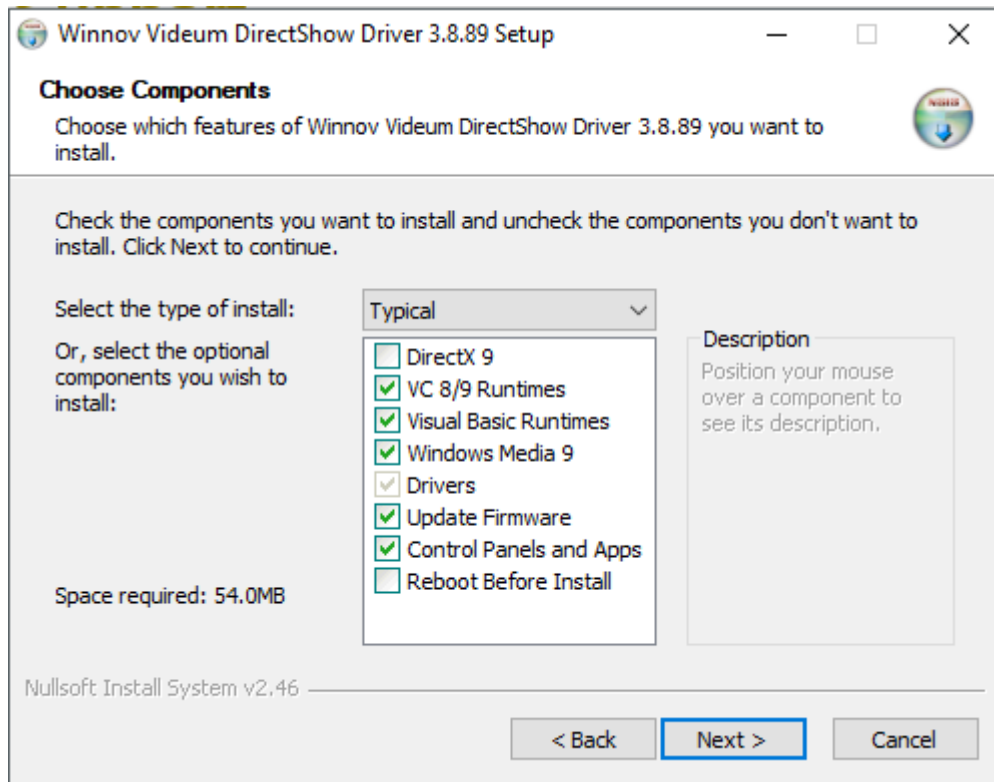 Winnov Videum DirectShow Driver 3.8.89 Setup
Choose Components
Choose which features of Winnov Videum DirectShow Driver 3.8.89 you want to
install.
Check the components you want to install and uncheck the components you don't want to
install. Click Next to continue.
Select the type of install:
Typical
Or, select the optional
components you wish to
install:
DirectX 9
VC 8/9 Runtimes
Visual Basic Runtimes
Windows Media 9
Drivers
Update Firmware
Control Panels and Apps
Reboot Before Install
Description
Position your mouse
over a component to
see its description.
Space required: 54.0MB
Nullsoft Install System v2.46
< Back
Next >
Cancel